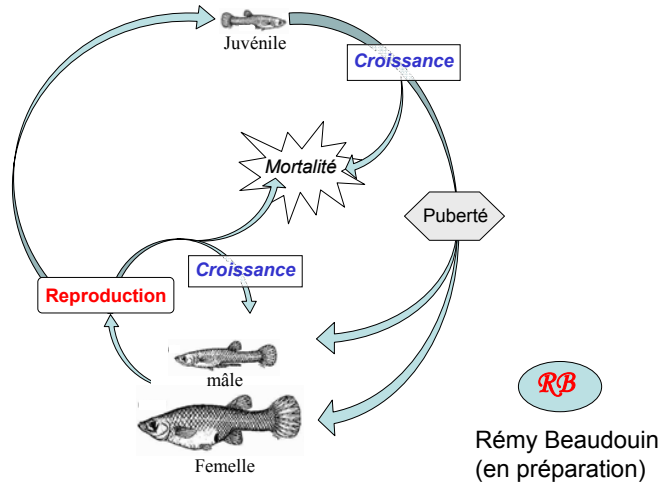 Juvénile
Croissance
Mortalité
Puberté
Croissance
Reproduction
mâle
Femelle
RB
Rémy Beaudouin
(en préparation)